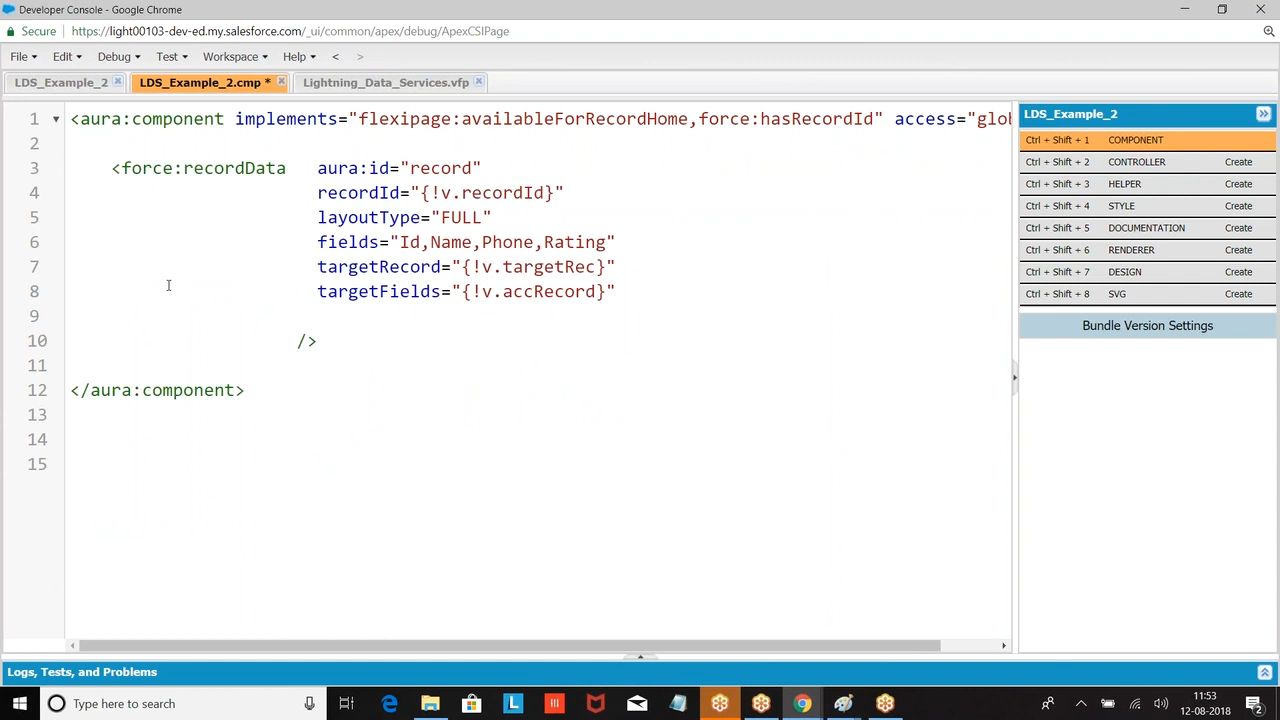 Developer Console - Google Chrome
Secure https://light00103-dev-ed.my.salesforce.com/_ui/common/apex/debug/ApexCSIPage
File Edit Debug Test Workspace Help < >
LDS_Example_2 LDS_Example_2.cmp * Lightning_Data_Services.vfp
1 <aura:component implements="flexipage:availableForRecordHome,force:hasRecordId" access="glo
2
3 <force:recordData aura:id="record"
4 recordId="{!v.recordId}"
5 layoutType="FULL"
6 fields="Id,Name,Phone,Rating"
7 targetRecord="{!v.targetRec}"
8 targetFields="{!v.accRecord}"
9
10 />
11
12 </aura:component>
13
14
15
LDS_Example_2
Ctrl + Shift + 1 COMPONENT
Ctrl + Shift + 2 CONTROLLER Create
Ctrl + Shift + 3 HELPER Create
Ctrl + Shift + 4 STYLE Create
Ctrl + Shift + 5 DOCUMENTATION Create
Ctrl + Shift + 6 RENDERER Create
Ctrl + Shift + 7 DESIGN Create
Ctrl + Shift + 8 SVG Create
Bundle Version Settings
Logs, Tests, and Problems
Type here to search
11:53
12-08-2018